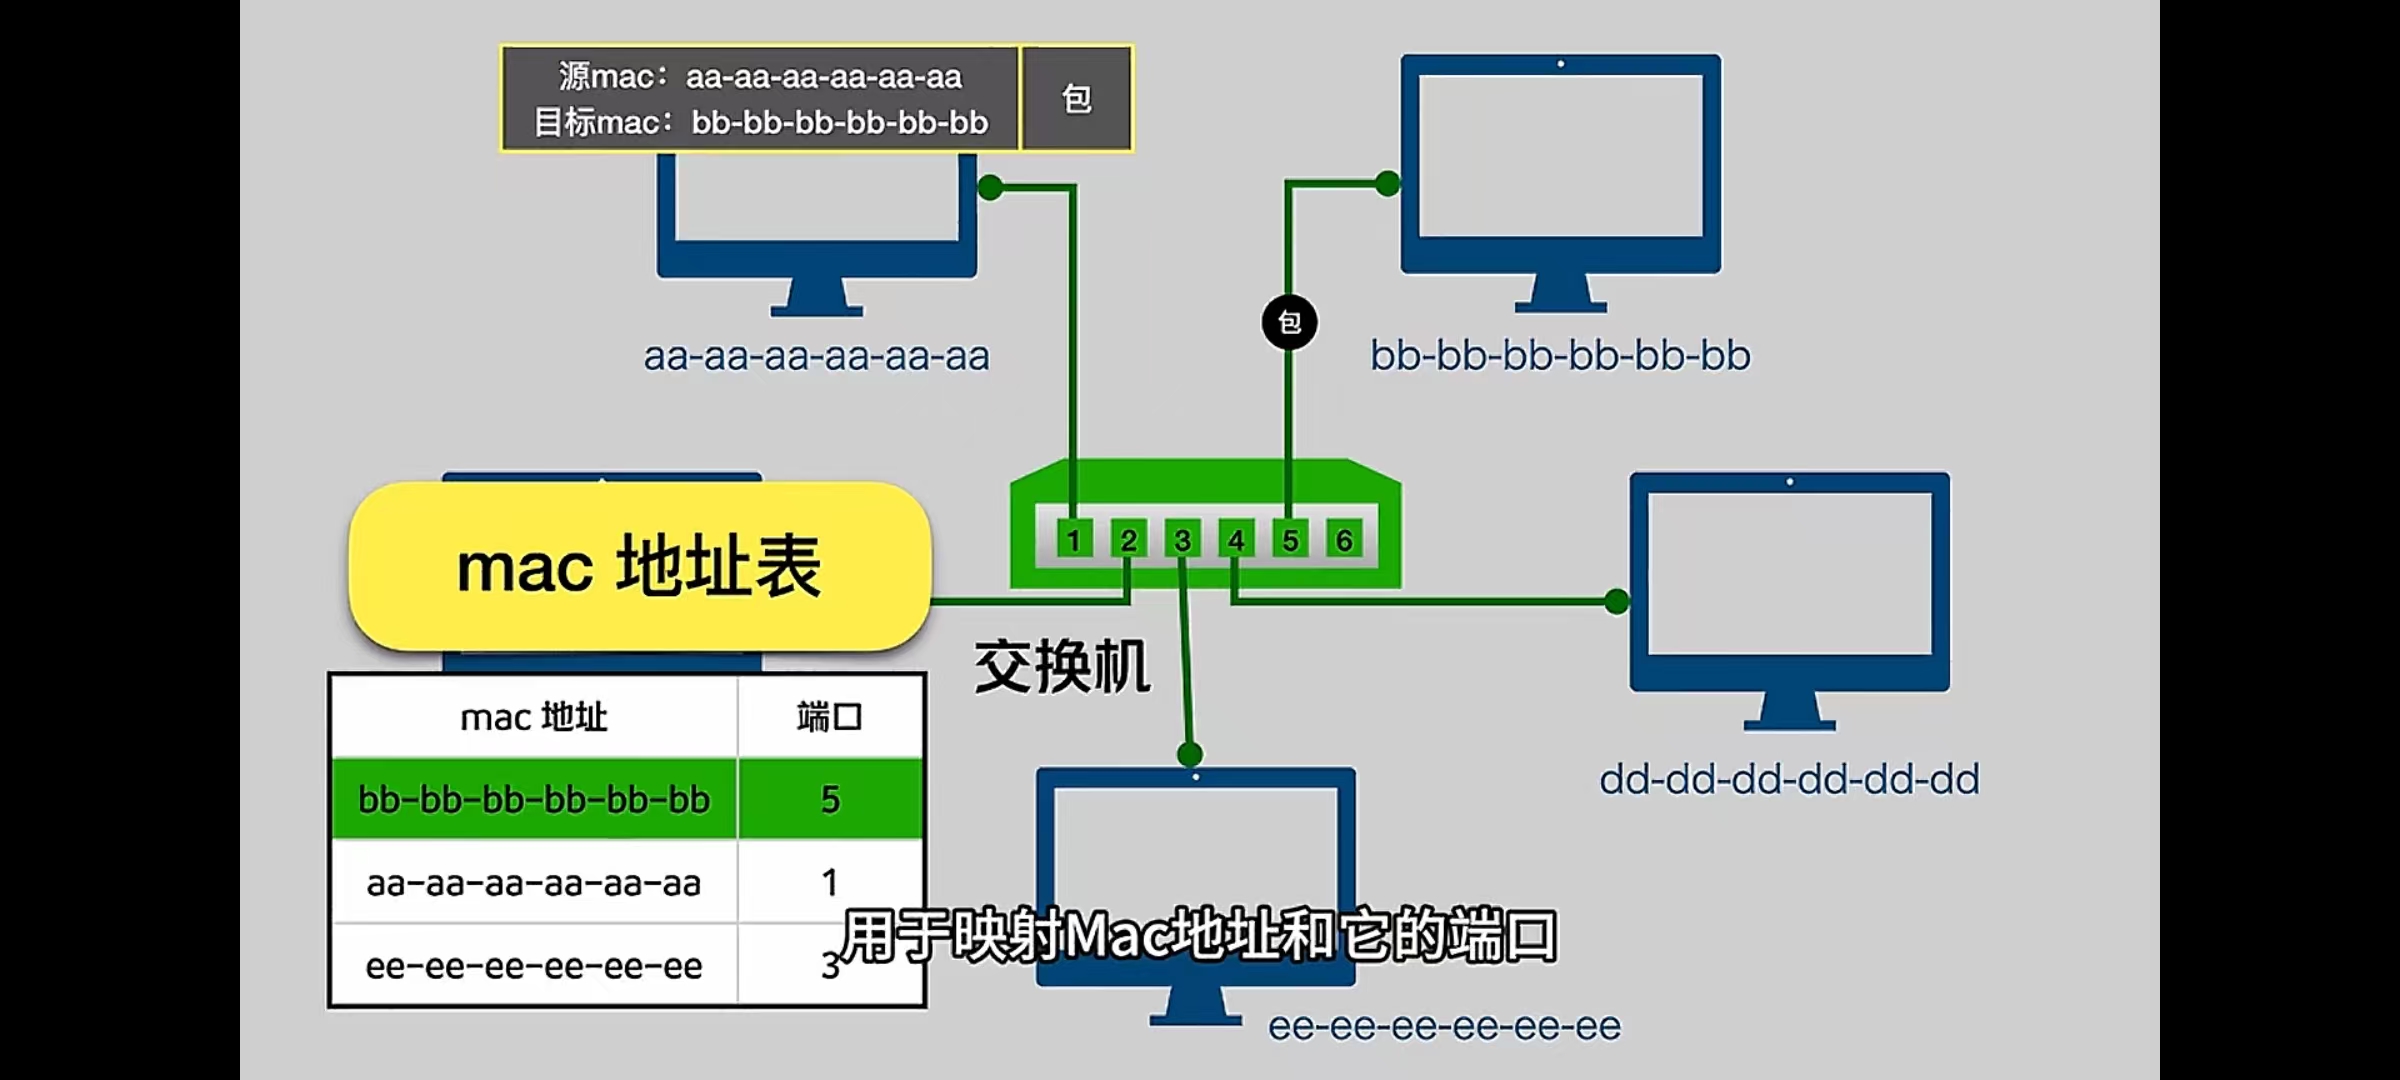 源mac：aa-aa-aa-aa-aa-aa
目标mac：bb-bb-bb-bb-bb-bb
包
aa-aa-aa-aa-aa-aa
包
bb-bb-bb-bb-bb-bb
1 2 3 4 5 6
mac 地址表
交换机
mac 地址 端口
bb-bb-bb-bb-bb-bb 5
aa-aa-aa-aa-aa-aa 1
ee-ee-ee-ee-ee-ee 3
dd-dd-dd-dd-dd-dd
用于映射Mac地址和它的端口
ee-ee-ee-ee-ee-ee